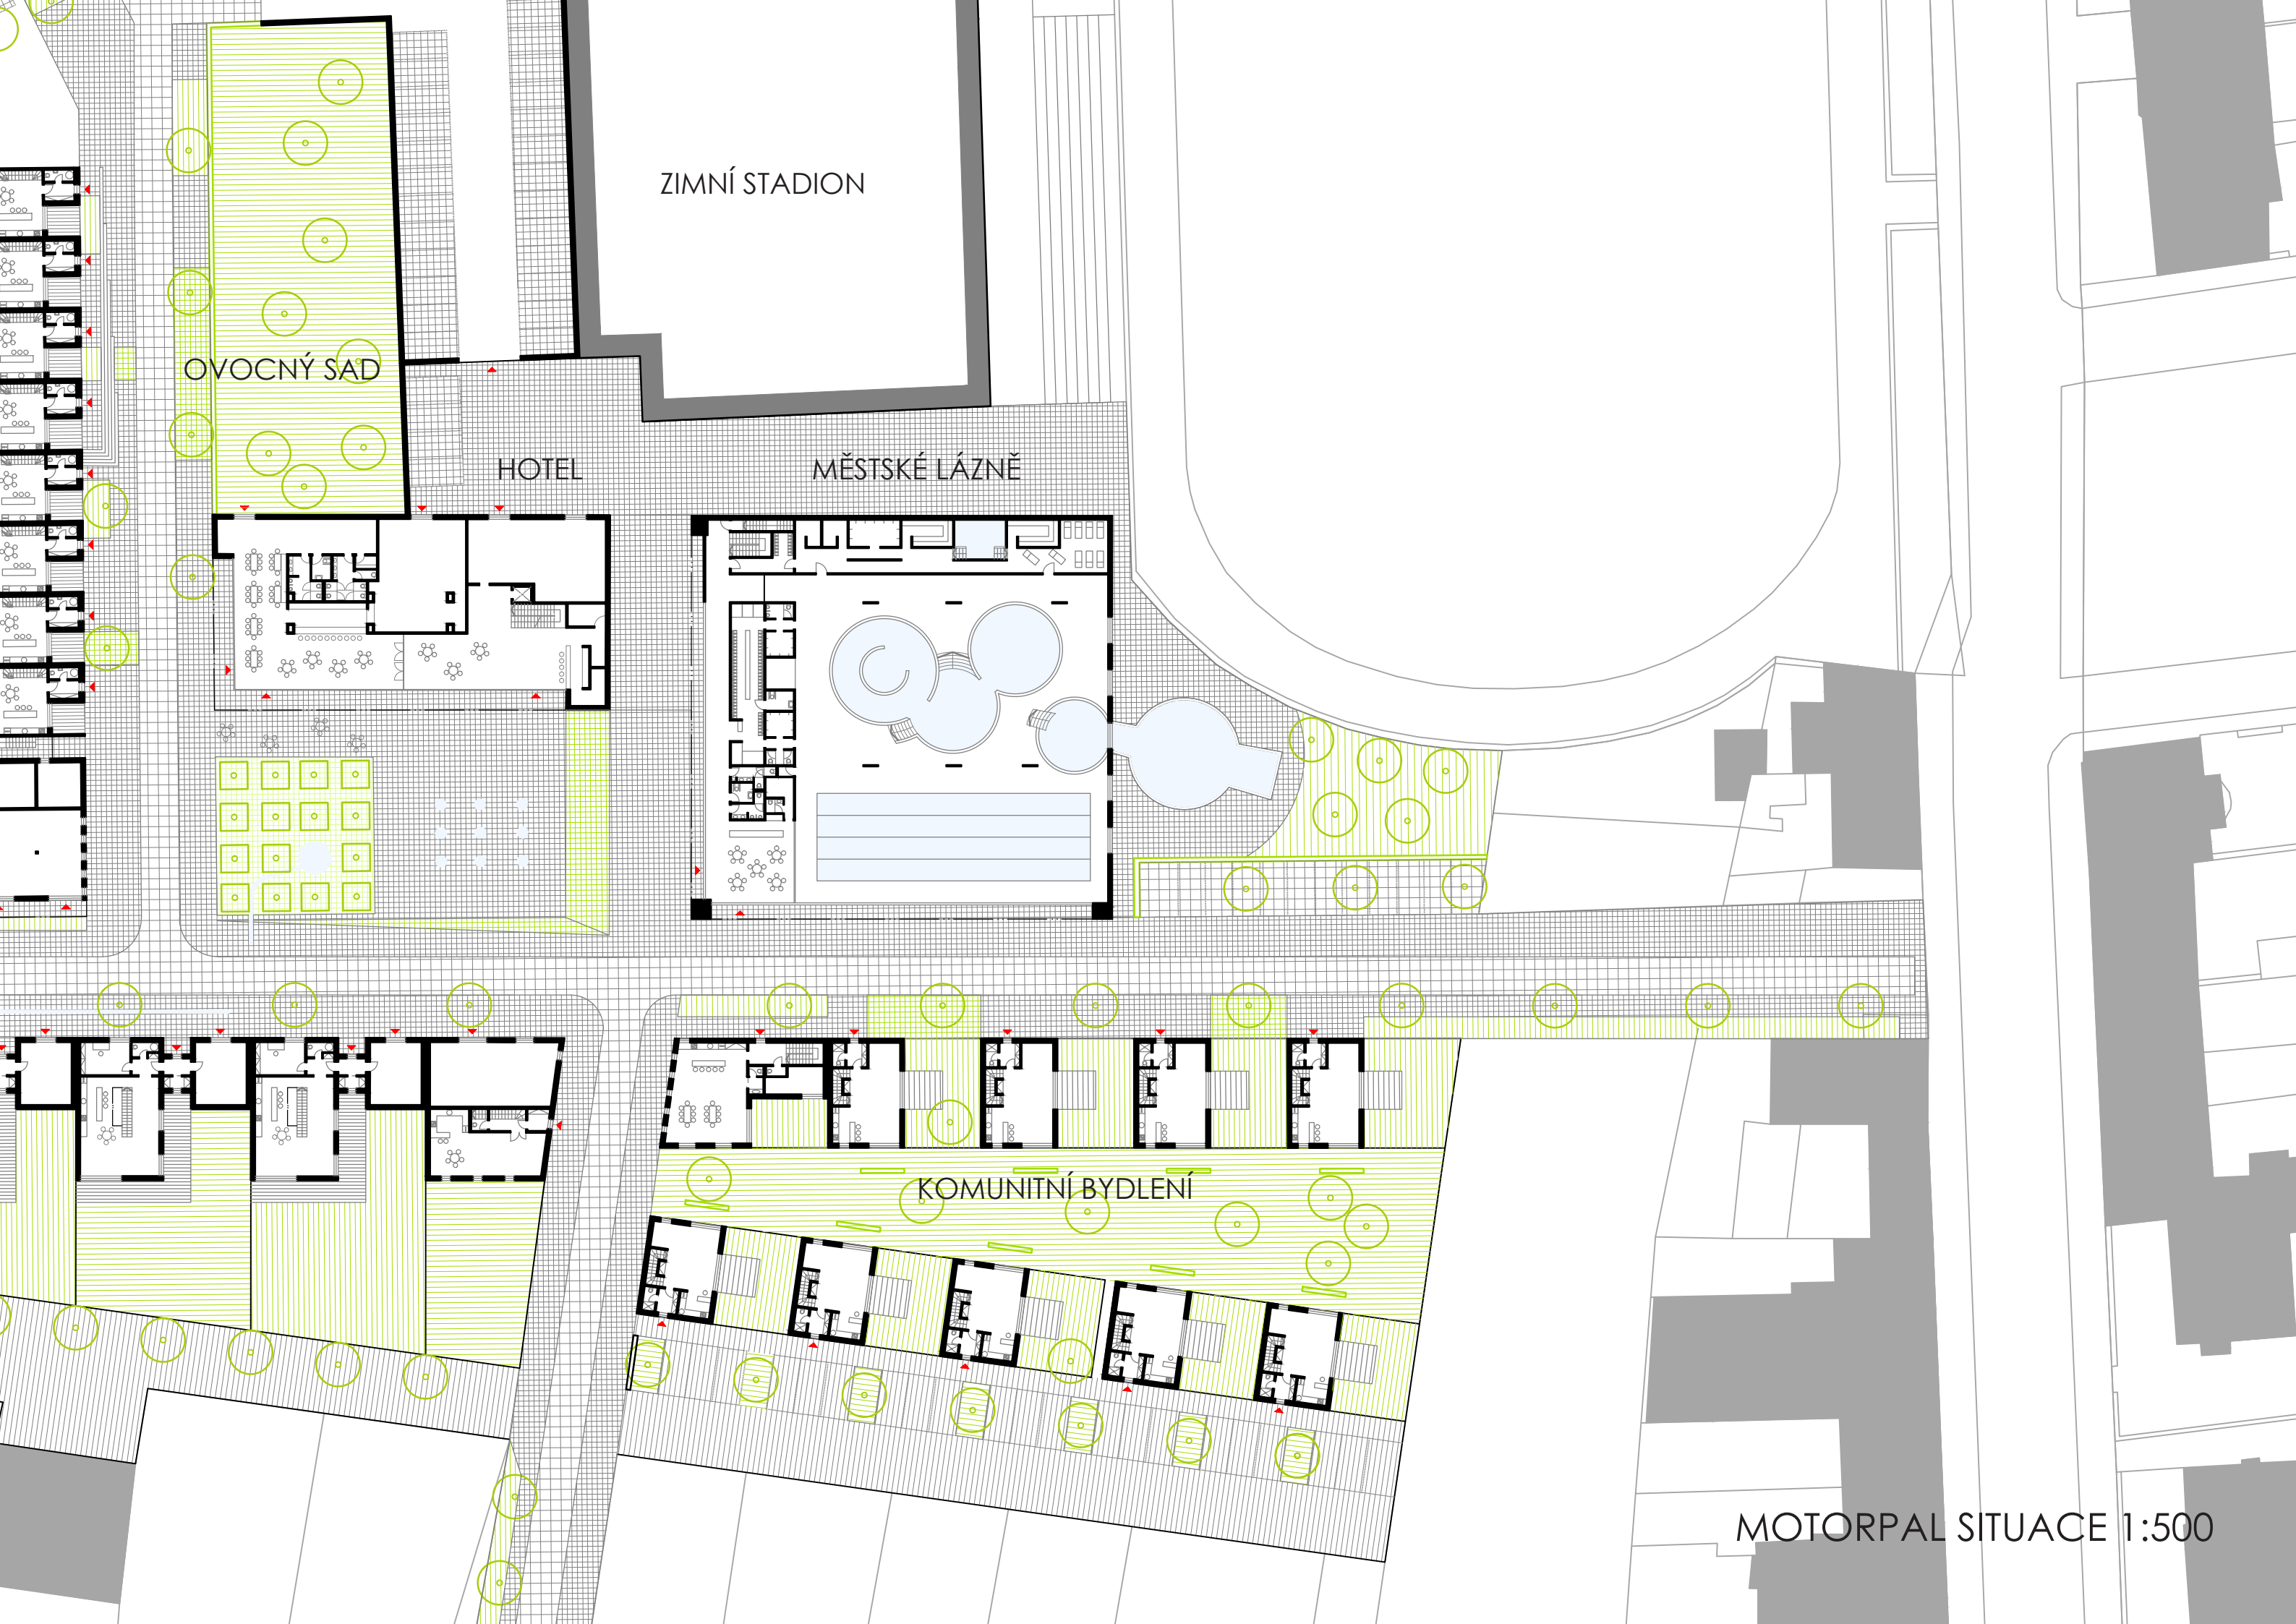 ZIMNÍ STADION
OVOCNÝ SAD
HOTEL
MĚSTSKÉ LÁZNĚ
KOMUNITNÍ BYDLENÍ
MOTORPAL SITUACE 1:500